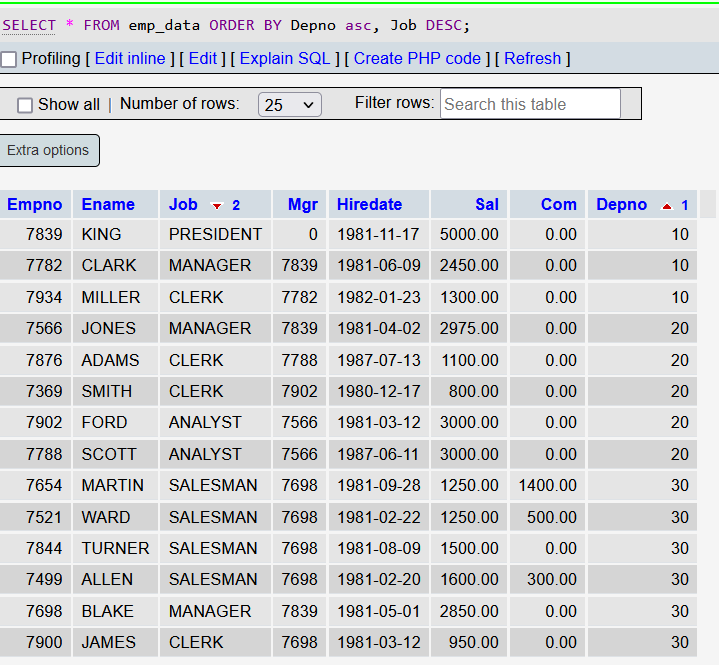 SELECT * FROM emp_data ORDER BY Depno asc, Job DESC;
Profiling [ Edit inline ] [ Edit ] [ Explain SQL ] [ Create PHP code ] [ Refresh ]
Show all | Number of rows: 25 Filter rows: Search this table
Extra options
Empno Ename Job 2 Mgr Hiredate Sal Com Depno 1
7839 KING PRESIDENT 0 1981-11-17 5000.00 0.00 10
7782 CLARK MANAGER 7839 1981-06-09 2450.00 0.00 10
7934 MILLER CLERK 7782 1982-01-23 1300.00 0.00 10
7566 JONES MANAGER 7839 1981-04-02 2975.00 0.00 20
7876 ADAMS CLERK 7788 1987-07-13 1100.00 0.00 20
7369 SMITH CLERK 7902 1980-12-17 800.00 0.00 20
7902 FORD ANALYST 7566 1981-03-12 3000.00 0.00 20
7788 SCOTT ANALYST 7566 1987-06-11 3000.00 0.00 20
7654 MARTIN SALESMAN 7698 1981-09-28 1250.00 1400.00 30
7521 WARD SALESMAN 7698 1981-02-22 1250.00 500.00 30
7844 TURNER SALESMAN 7698 1981-08-09 1500.00 0.00 30
7499 ALLEN SALESMAN 7698 1981-02-20 1600.00 300.00 30
7698 BLAKE MANAGER 7839 1981-05-01 2850.00 0.00 30
7900 JAMES CLERK 7698 1981-03-12 950.00 0.00 30